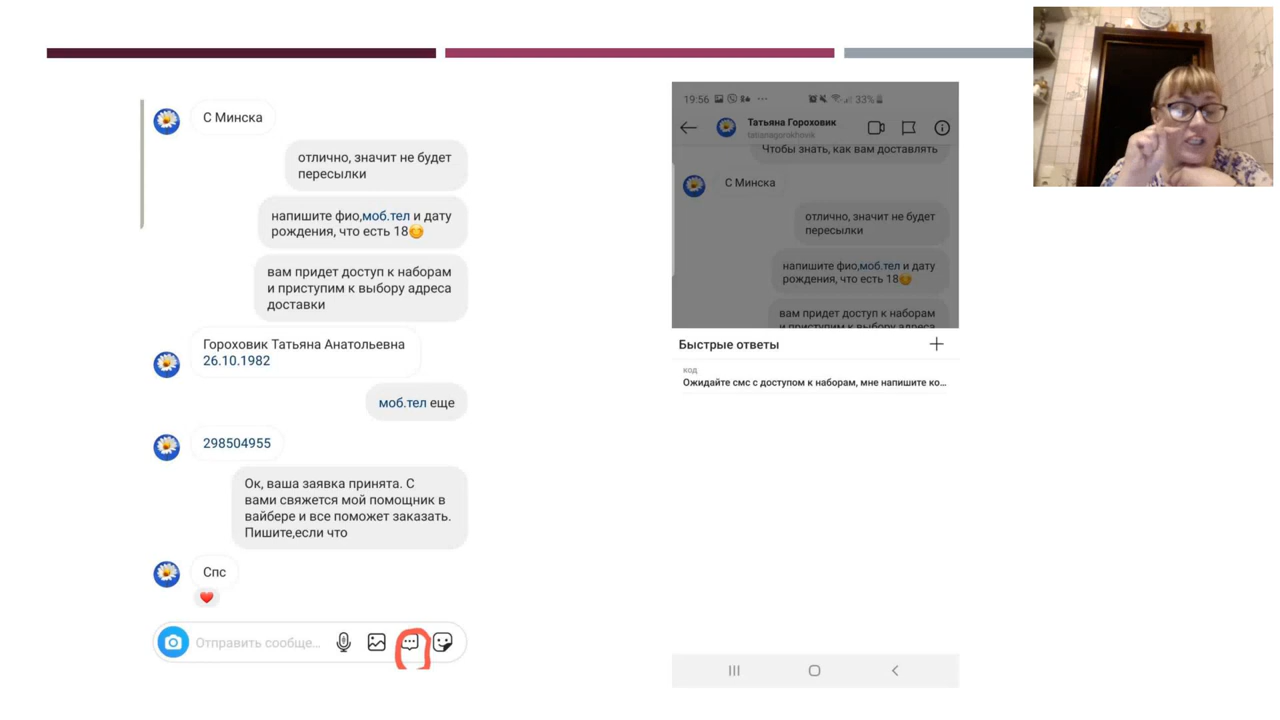 С Минска
отлично, значит не будет
пересылки
напишите фио,моб.тел и дату
рождения, что есть 18😊
вам придет доступ к наборам
и приступим к выбору адреса
доставки
Гороховик Татьяна Анатольевна
26.10.1982
моб.тел еще
298504955
Ок, ваша заявка принята. С
вами свяжется мой помощник в
вайбере и все поможет заказать.
Пишите,если что
Спс
Отправить сообще...
19:56
33%
Татьяна Гороховик
tatianagorokhovik
Чтобы знать, как вам доставлять
С Минска
отлично, значит не будет
пересылки
напишите фио,моб.тел и дату
рождения, что есть 18😊
вам придет доступ к наборам
и приступим к выбору адреса
Быстрые ответы
код
Ожидайте смс с доступом к наборам, мне напишите ко...